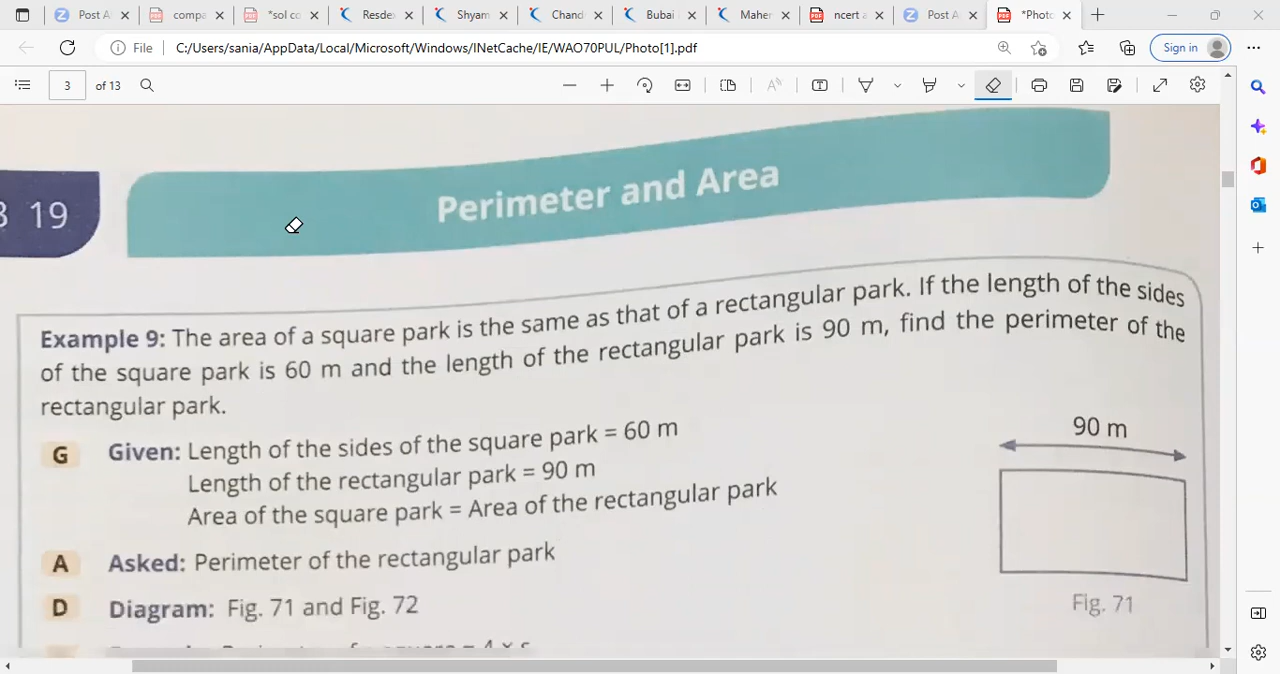 Post A
compa
*sol co
Resde
Shyam
Chand
Bubai
Maher
ncert a
Post A
*Photo
File C:/Users/sania/AppData/Local/Microsoft/Windows/INetCache/IE/WAO70PUL/Photo[1].pdf
Sign in
3 of 13
19
Perimeter and Area
Example 9: The area of a square park is the same as that of a rectangular park. If the length of the sides
of the square park is 60 m and the length of the rectangular park is 90 m, find the perimeter of the
rectangular park.
G Given: Length of the sides of the square park = 60 m
Length of the rectangular park = 90 m
Area of the square park = Area of the rectangular park
A Asked: Perimeter of the rectangular park
D Diagram: Fig. 71 and Fig. 72
90 m
Fig. 71